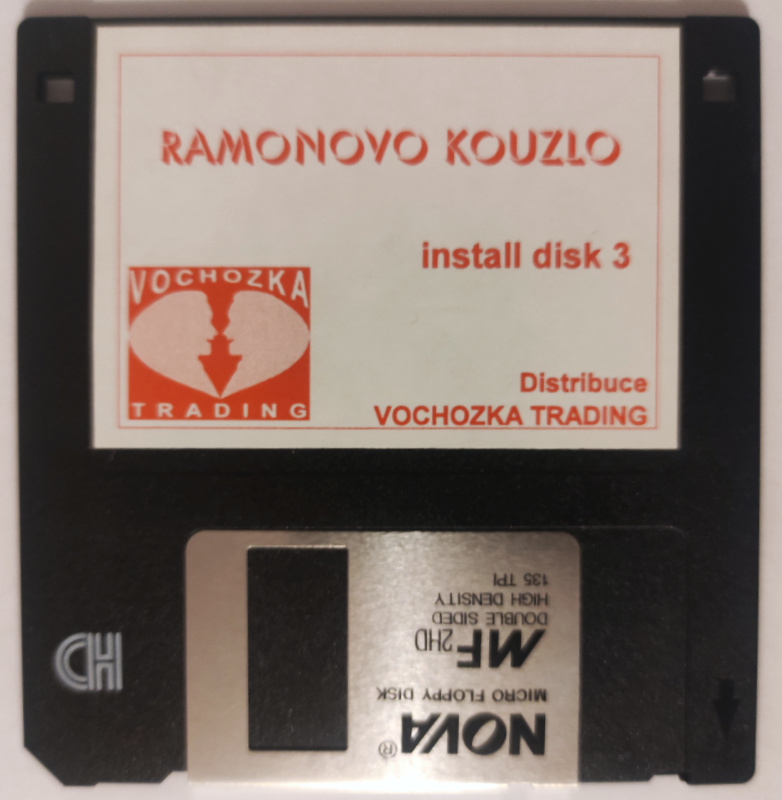 RAMONOVO KOUZLO
install disk 3
VOCHOZKA
TRADING
Distribuce
VOCHOZKA TRADING
NOVA®
MICRO FLOPPY DISK
MF 2HD
DOUBLE SIDED
HIGH DENSITY
135 TPI
HD